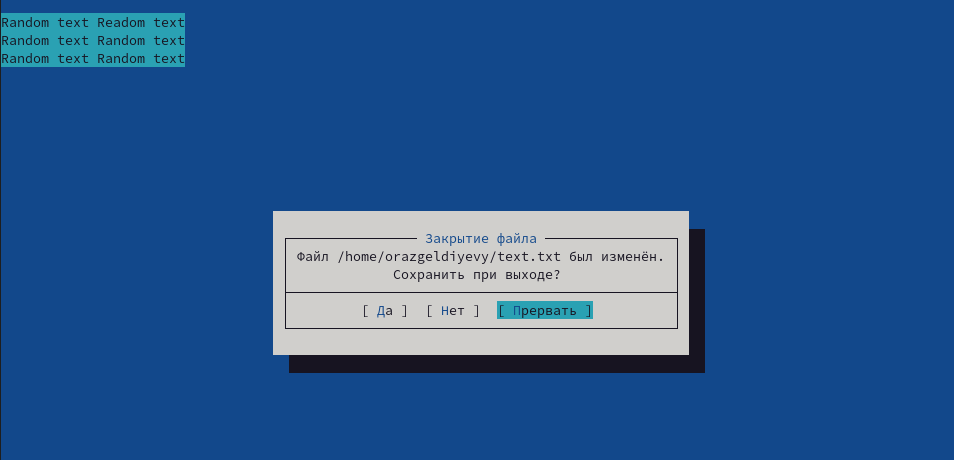 Random text Readom text
Random text Random text
Random text Random text
Закрытие файла
Файл /home/orazgeldiyevy/text.txt был изменён.
Сохранить при выходе?
[ Да ] [ Нет ] [ Прервать ]